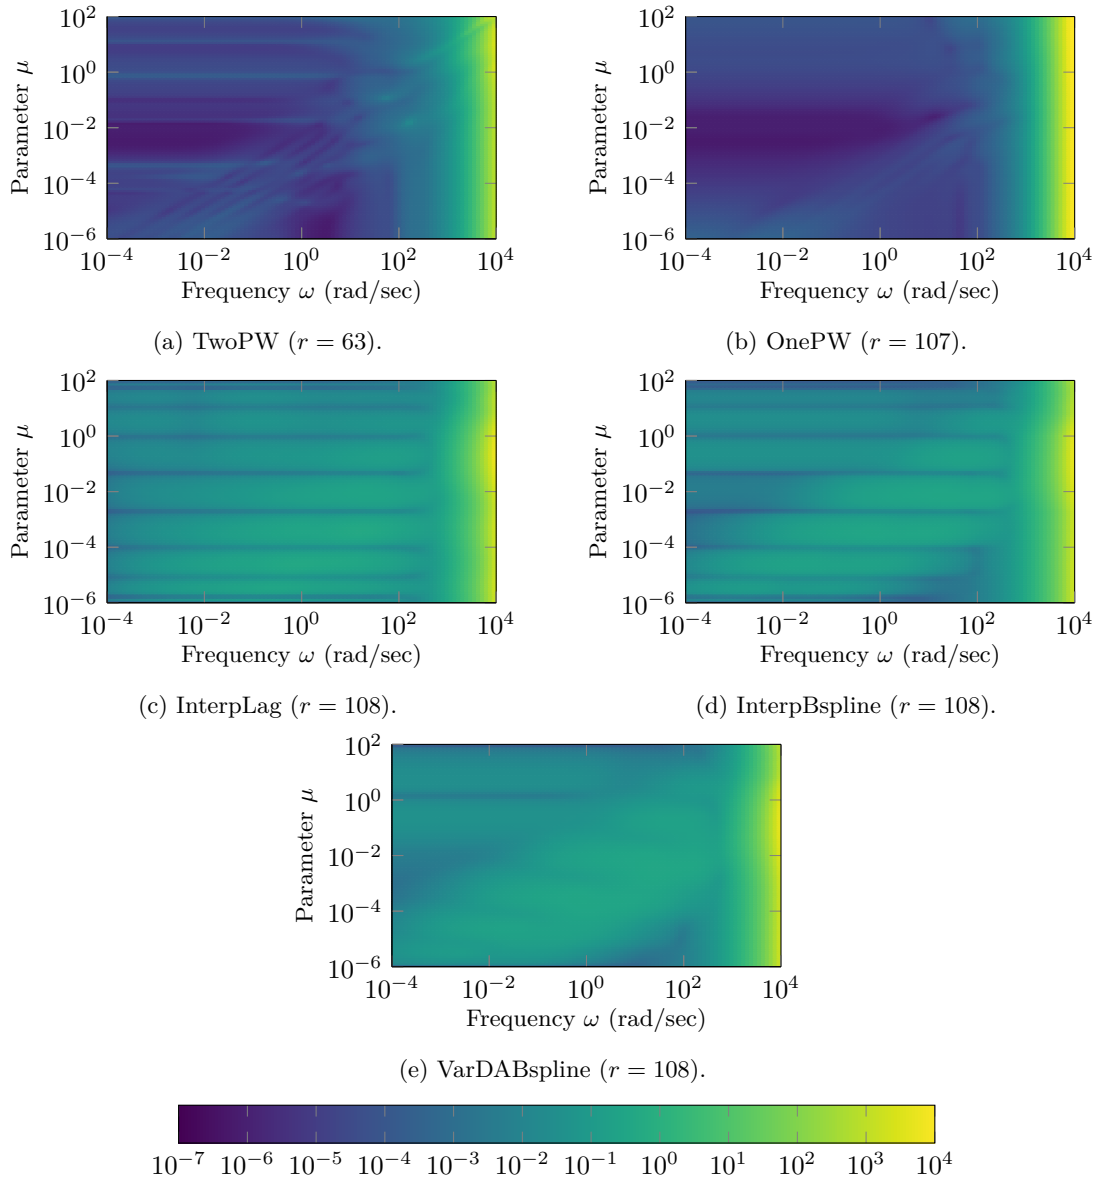 10^2
10^0
10^−2
10^−4
10^−6
Parameter μ
10^−4 10^−2 10^0 10^2 10^4
Frequency ω (rad/sec)
(a) TwoPW (r = 63).
10^2
10^0
10^−2
10^−4
10^−6
Parameter μ
10^−4 10^−2 10^0 10^2 10^4
Frequency ω (rad/sec)
(b) OnePW (r = 107).
10^2
10^0
10^−2
10^−4
10^−6
Parameter μ
10^−4 10^−2 10^0 10^2 10^4
Frequency ω (rad/sec)
(c) InterpLag (r = 108).
10^2
10^0
10^−2
10^−4
10^−6
Parameter μ
10^−4 10^−2 10^0 10^2 10^4
Frequency ω (rad/sec)
(d) InterpBspline (r = 108).
10^2
10^0
10^−2
10^−4
10^−6
Parameter μ
10^−4 10^−2 10^0 10^2 10^4
Frequency ω (rad/sec)
(e) VarDABspline (r = 108).
10^−7 10^−6 10^−5 10^−4 10^−3 10^−2 10^−1 10^0 10^1 10^2 10^3 10^4